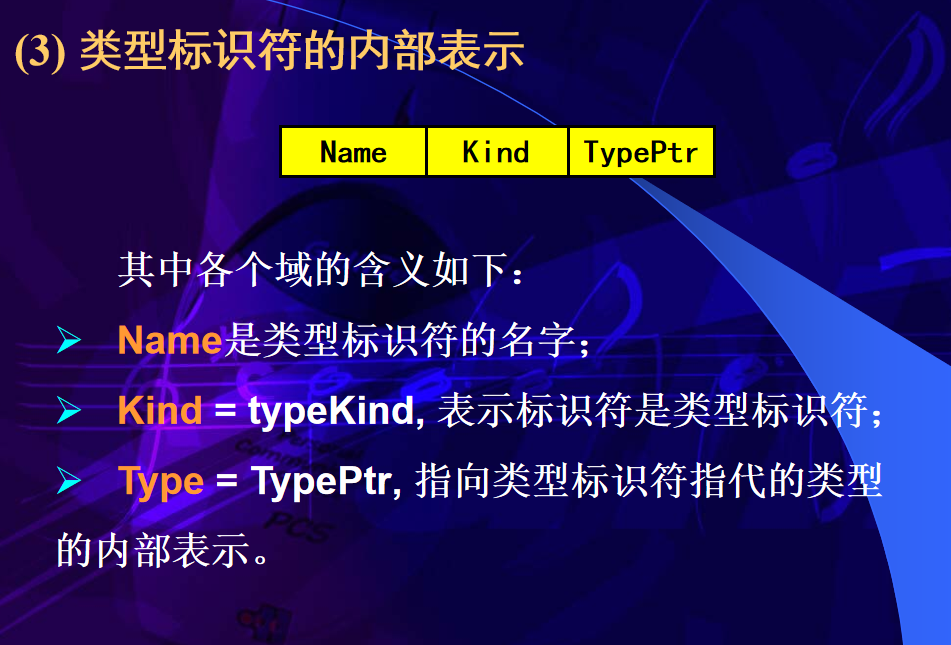 (3) 类型标识符的内部表示
Name Kind TypePtr
其中各个域的含义如下：
➢ Name是类型标识符的名字；
➢ Kind = typeKind, 表示标识符是类型标识符；
➢ Type = TypePtr, 指向类型标识符指代的类型
的内部表示。
PCS